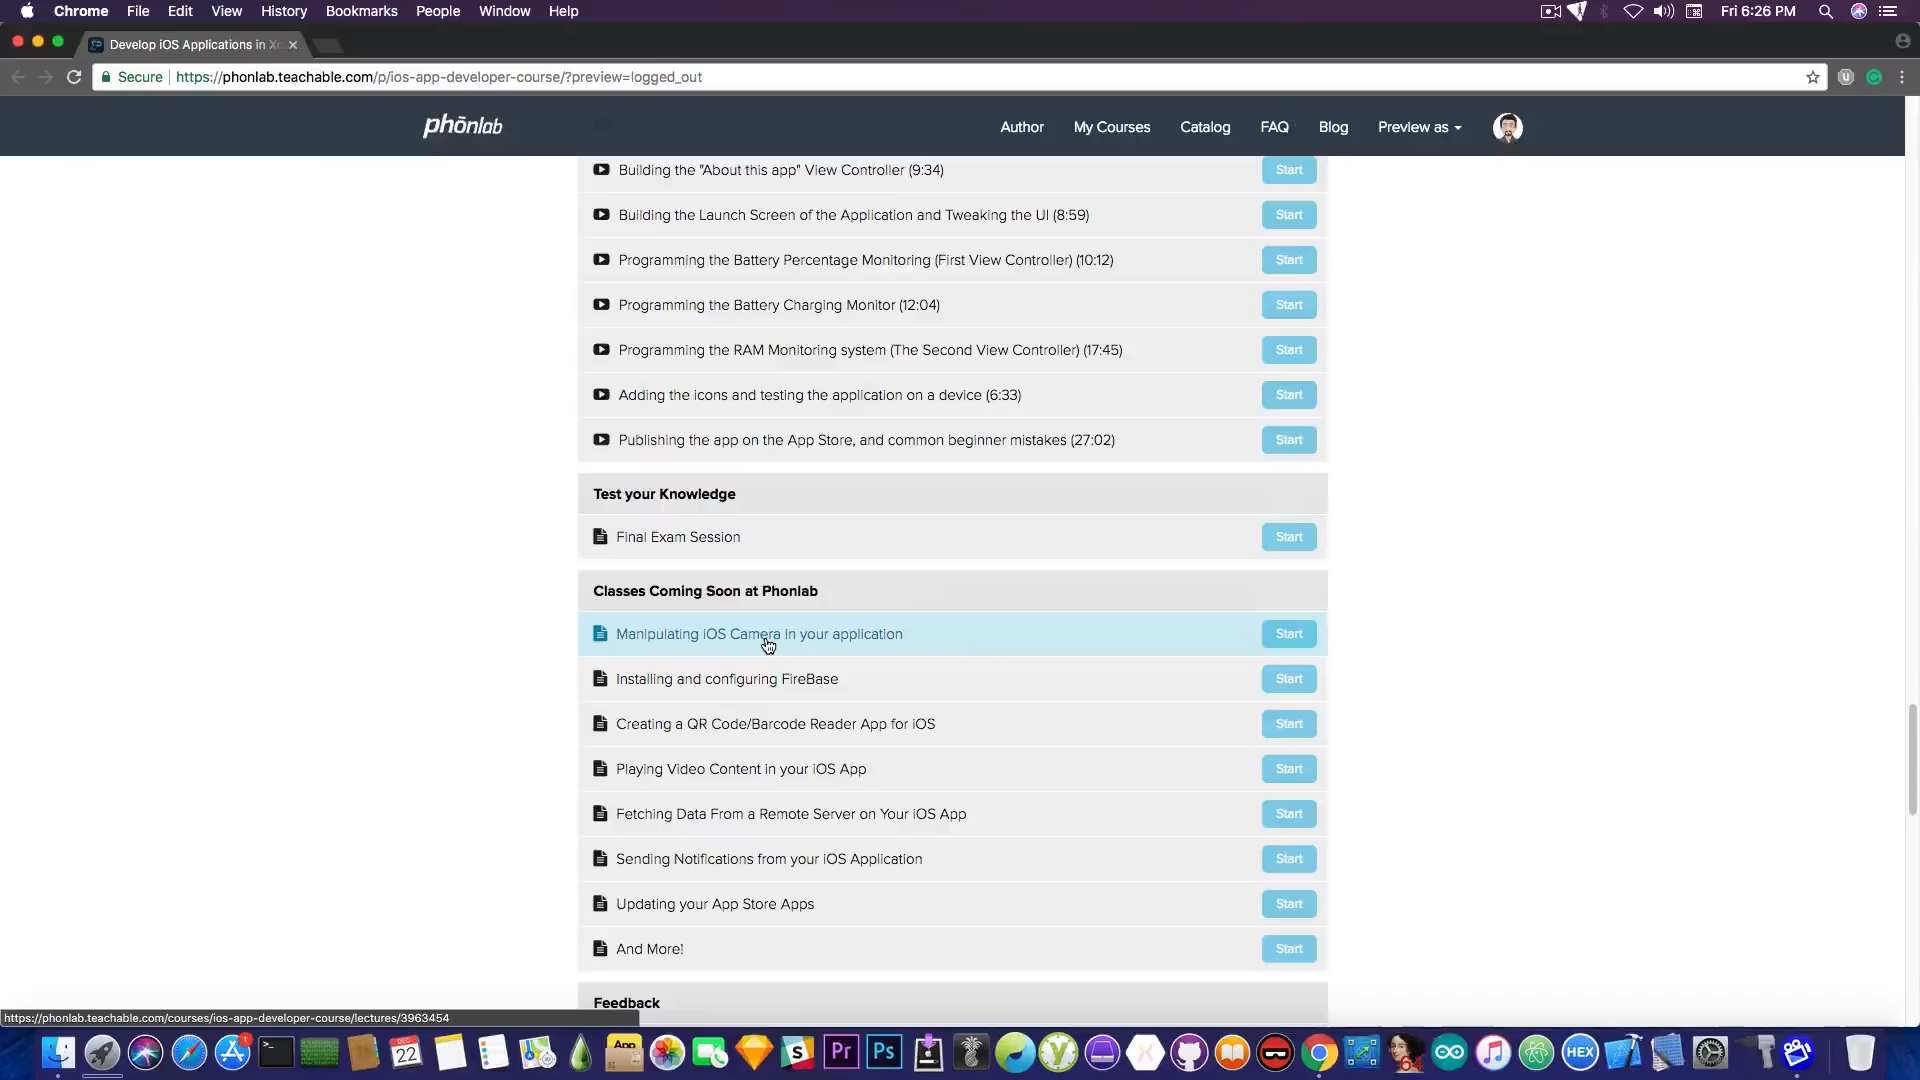 Chrome File Edit View History Bookmarks People Window Help Fri 6:26 PM
Develop iOS Applications in X
Secure https://phonlab.teachable.com/p/ios-app-developer-course/?preview=logged_out
phōnlab Author My Courses Catalog FAQ Blog Preview as
Building the "About this app" View Controller (9:34) Start
Building the Launch Screen of the Application and Tweaking the UI (8:59) Start
Programming the Battery Percentage Monitoring (First View Controller) (10:12) Start
Programming the Battery Charging Monitor (12:04) Start
Programming the RAM Monitoring system (The Second View Controller) (17:45) Start
Adding the icons and testing the application on a device (6:33) Start
Publishing the app on the App Store, and common beginner mistakes (27:02) Start
Test your Knowledge
Final Exam Session Start
Classes Coming Soon at Phonlab
Manipulating iOS Camera in your application Start
Installing and configuring FireBase Start
Creating a QR Code/Barcode Reader App for iOS Start
Playing Video Content in your iOS App Start
Fetching Data From a Remote Server on Your iOS App Start
Sending Notifications from your iOS Application Start
Updating your App Store Apps Start
And More! Start
Feedback
https://phonlab.teachable.com/courses/ios-app-developer-course/lectures/3963454
1 DEC 22 App S Pr Ps Y 64 HEX